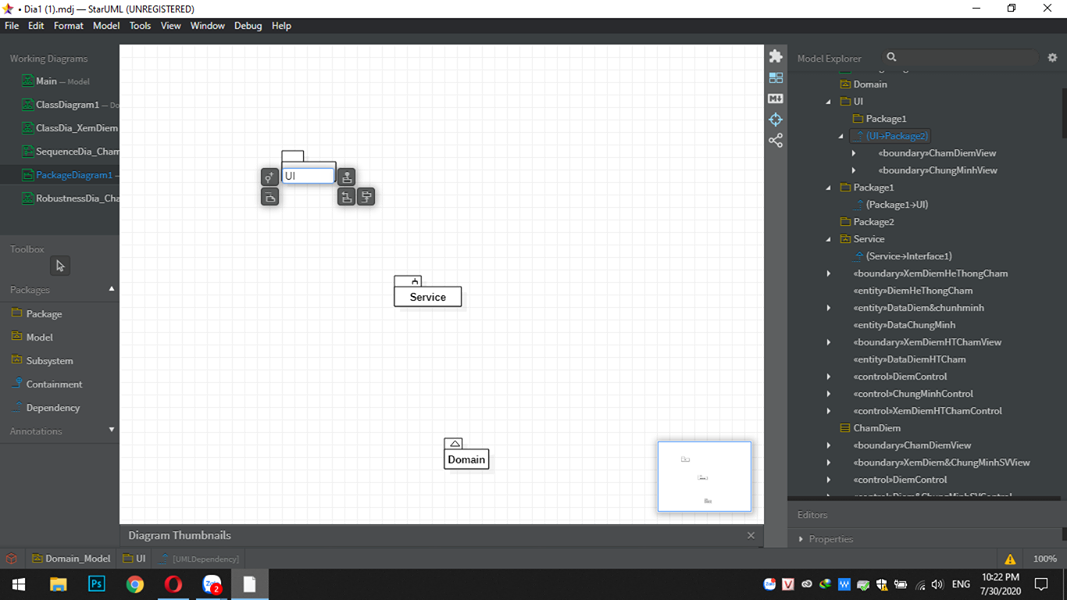 Dia1 (1).mdj — StarUML (UNREGISTERED)
File Edit Format Model Tools View Window Debug Help
Working Diagrams
Main — Model
ClassDiagram1 — Do
ClassDia_XemDiem
SequenceDia_Cham
PackageDiagram1 —
RobustnessDia_Cha
Toolbox
Packages
Package
Model
Subsystem
Containment
Dependency
Annotations
UI
Service
Domain
Diagram Thumbnails
Model Explorer
Domain
UI
Package1
(UI→Package2)
«boundary»ChamDiemView
«boundary»ChungMinhView
Package1
(Package1→UI)
Package2
Service
(Service→Interface1)
«boundary»XemDiemHeThongCham
«entity»DiemHeThongCham
«entity»DataDiem&chunhminh
«entity»DataChungMinh
«boundary»XemDiemHTChamView
«entity»DataDiemHTCham
«control»DiemControl
«control»ChungMinhControl
«control»XemDiemHTChamControl
ChamDiem
«boundary»ChamDiemView
«boundary»XemDiem&ChungMinhSVView
«control»DiemControl
«control»Diem&ChungMinhSVControl
Editors
Properties
Domain_Model UI [UMLDependency]
100%
Ps
2
ENG
10:22 PM
7/30/2020